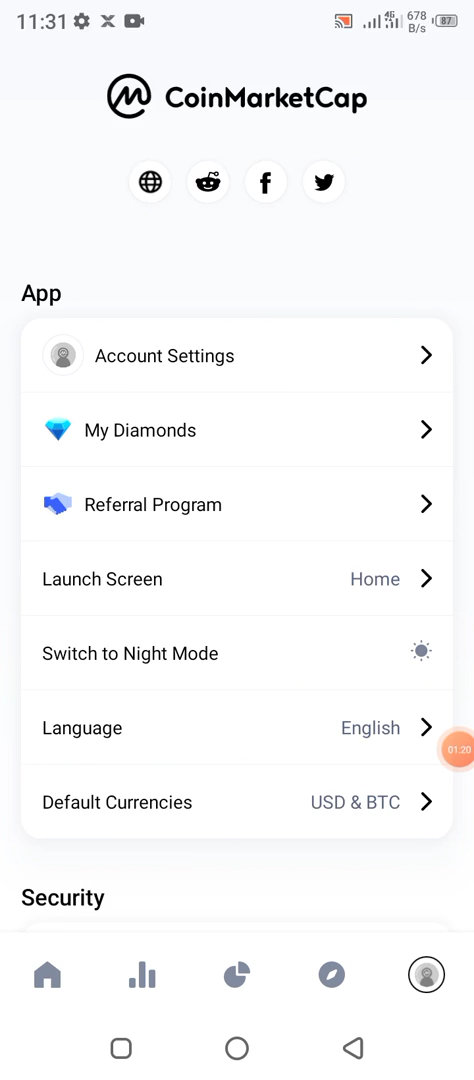 11:31 4G 678 B/s 87
CoinMarketCap
App
Account Settings
My Diamonds
Referral Program
Launch Screen Home
Switch to Night Mode
Language English
01:20
Default Currencies USD & BTC
Security